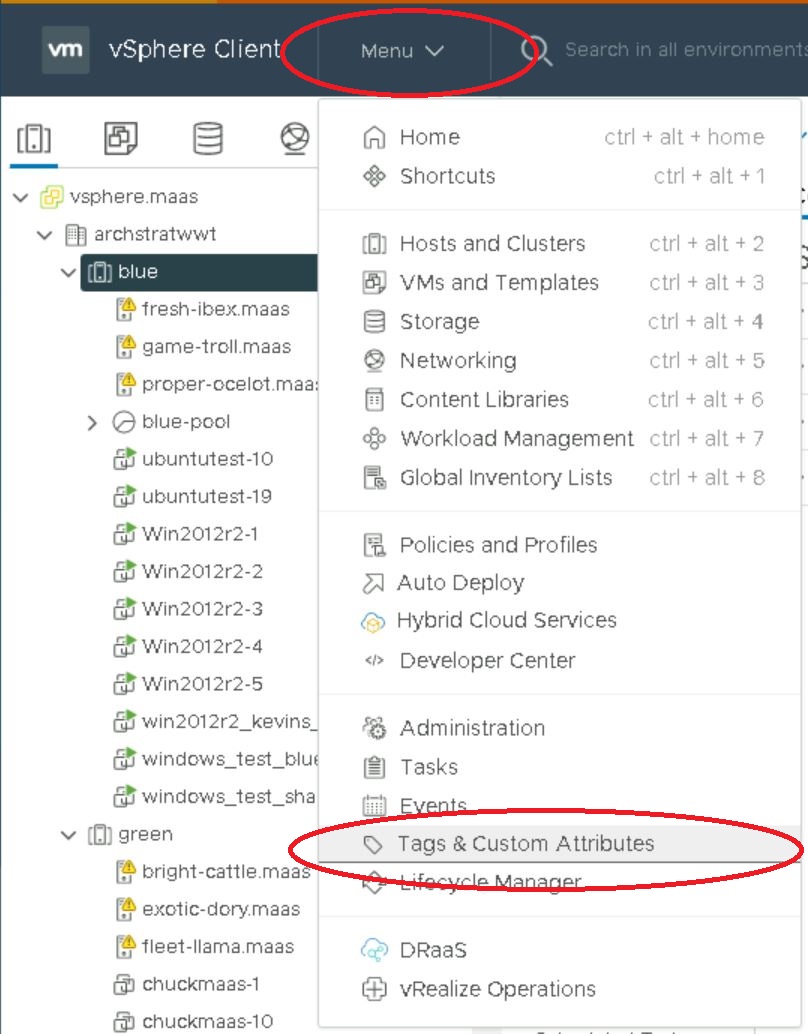 vm vSphere Client Menu Search in all environments
vsphere.maas
archstratwwt
blue
fresh-ibex.maas
game-troll.maas
proper-ocelot.maas
blue-pool
ubuntutest-10
ubuntutest-19
Win2012r2-1
Win2012r2-2
Win2012r2-3
Win2012r2-4
Win2012r2-5
win2012r2_kevins_
windows_test_blue
windows_test_sha
green
bright-cattle.maas
exotic-dory.maas
fleet-llama.maas
chuckmaas-1
chuckmaas-10
Home ctrl + alt + home
Shortcuts ctrl + alt + 1
Hosts and Clusters ctrl + alt + 2
VMs and Templates ctrl + alt + 3
Storage ctrl + alt + 4
Networking ctrl + alt + 5
Content Libraries ctrl + alt + 6
Workload Management ctrl + alt + 7
Global Inventory Lists ctrl + alt + 8
Policies and Profiles
Auto Deploy
Hybrid Cloud Services
Developer Center
Administration
Tasks
Events
Tags & Custom Attributes
Lifecycle Manager
DRaaS
vRealize Operations